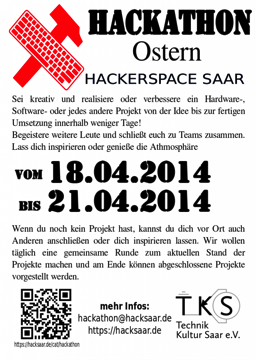 HACKATHON
Ostern
HACKERSPACE SAAR
Sei kreativ und realisiere oder verbessere ein Hardware-,
Software- oder jedes andere Projekt von der Idee bis zur fertigen
Umsetzung innerhalb weniger Tage!
Begeistere weitere Leute und schließt euch zu Teams zusammen.
Lass dich inspirieren oder genieße die Athmosphäre
VOM 18.04.2014
BIS 21.04.2014
Wenn du noch kein Projekt hast, kannst du dich vor Ort auch
Anderen anschließen oder dich inspirieren lassen. Wir wollen
täglich eine gemeinsame Runde zum aktuellen Stand der
Projekte machen und am Ende können abgeschlossene Projekte
vorgestellt werden.
https://hacksaar.de/cat/hackathon
mehr Infos:
hackathon@hacksaar.de
https://hacksaar.de
TKS
Technik
Kultur Saar e.V.